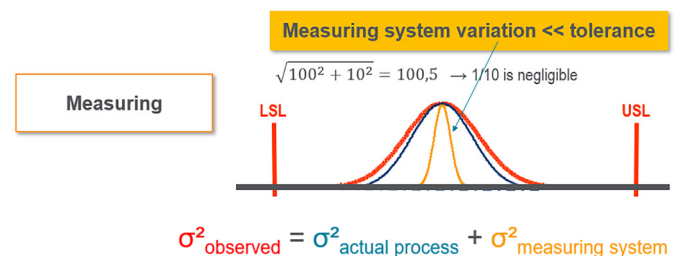 Measuring system variation << tolerance
√100² + 10² = 100,5 → 1/10 is negligible
Measuring
LSL
USL
σ²observed = σ²actual process + σ²measuring system